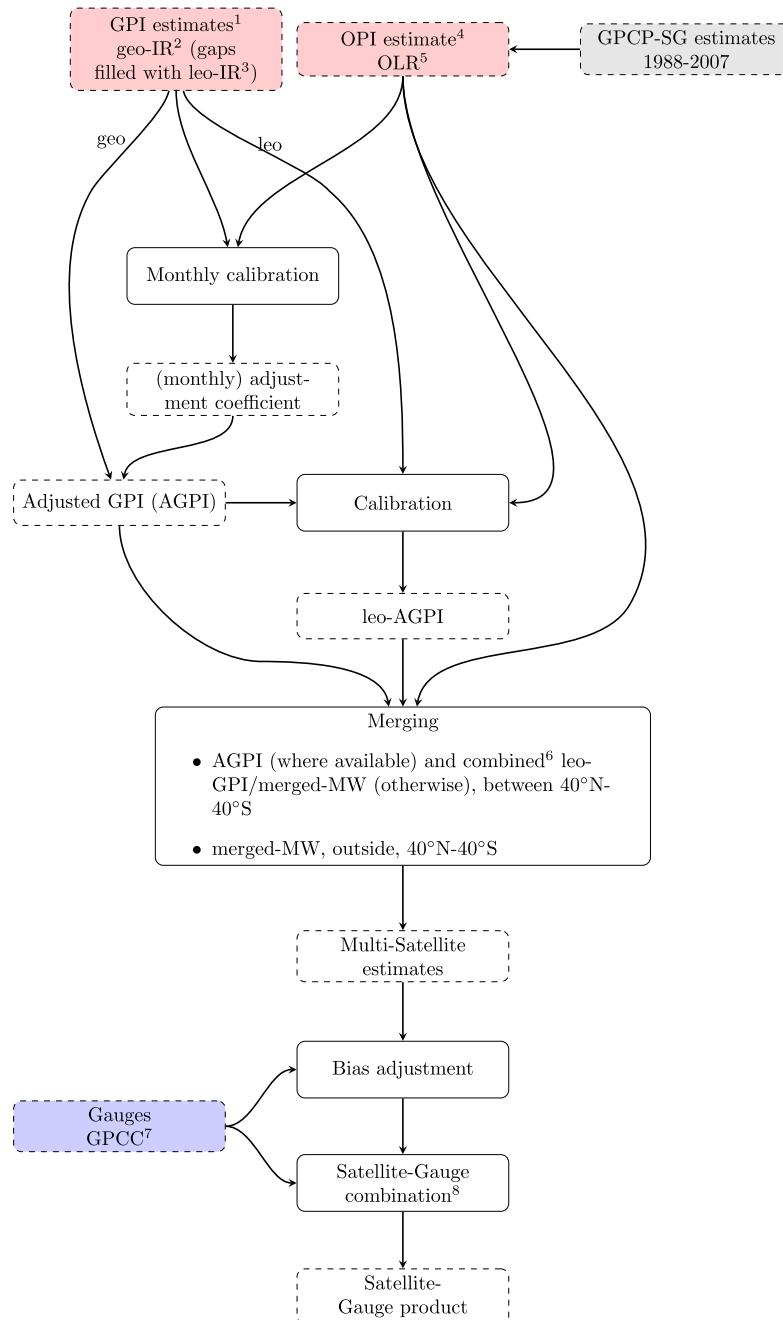 GPI estimates¹
geo-IR² (gaps
filled with leo-IR³)
OPI estimate⁴
OLR⁵
GPCP-SG estimates
1988-2007
geo
leo
Monthly calibration
(monthly) adjust-
ment coefficient
Adjusted GPI (AGPI)
Calibration
leo-AGPI
Merging
• AGPI (where available) and combined⁶ leo-
GPI/merged-MW (otherwise), between 40°N-
40°S
• merged-MW, outside, 40°N-40°S
Multi-Satellite
estimates
Bias adjustment
Gauges
GPCC⁷
Satellite-Gauge
combination⁸
Satellite-
Gauge product